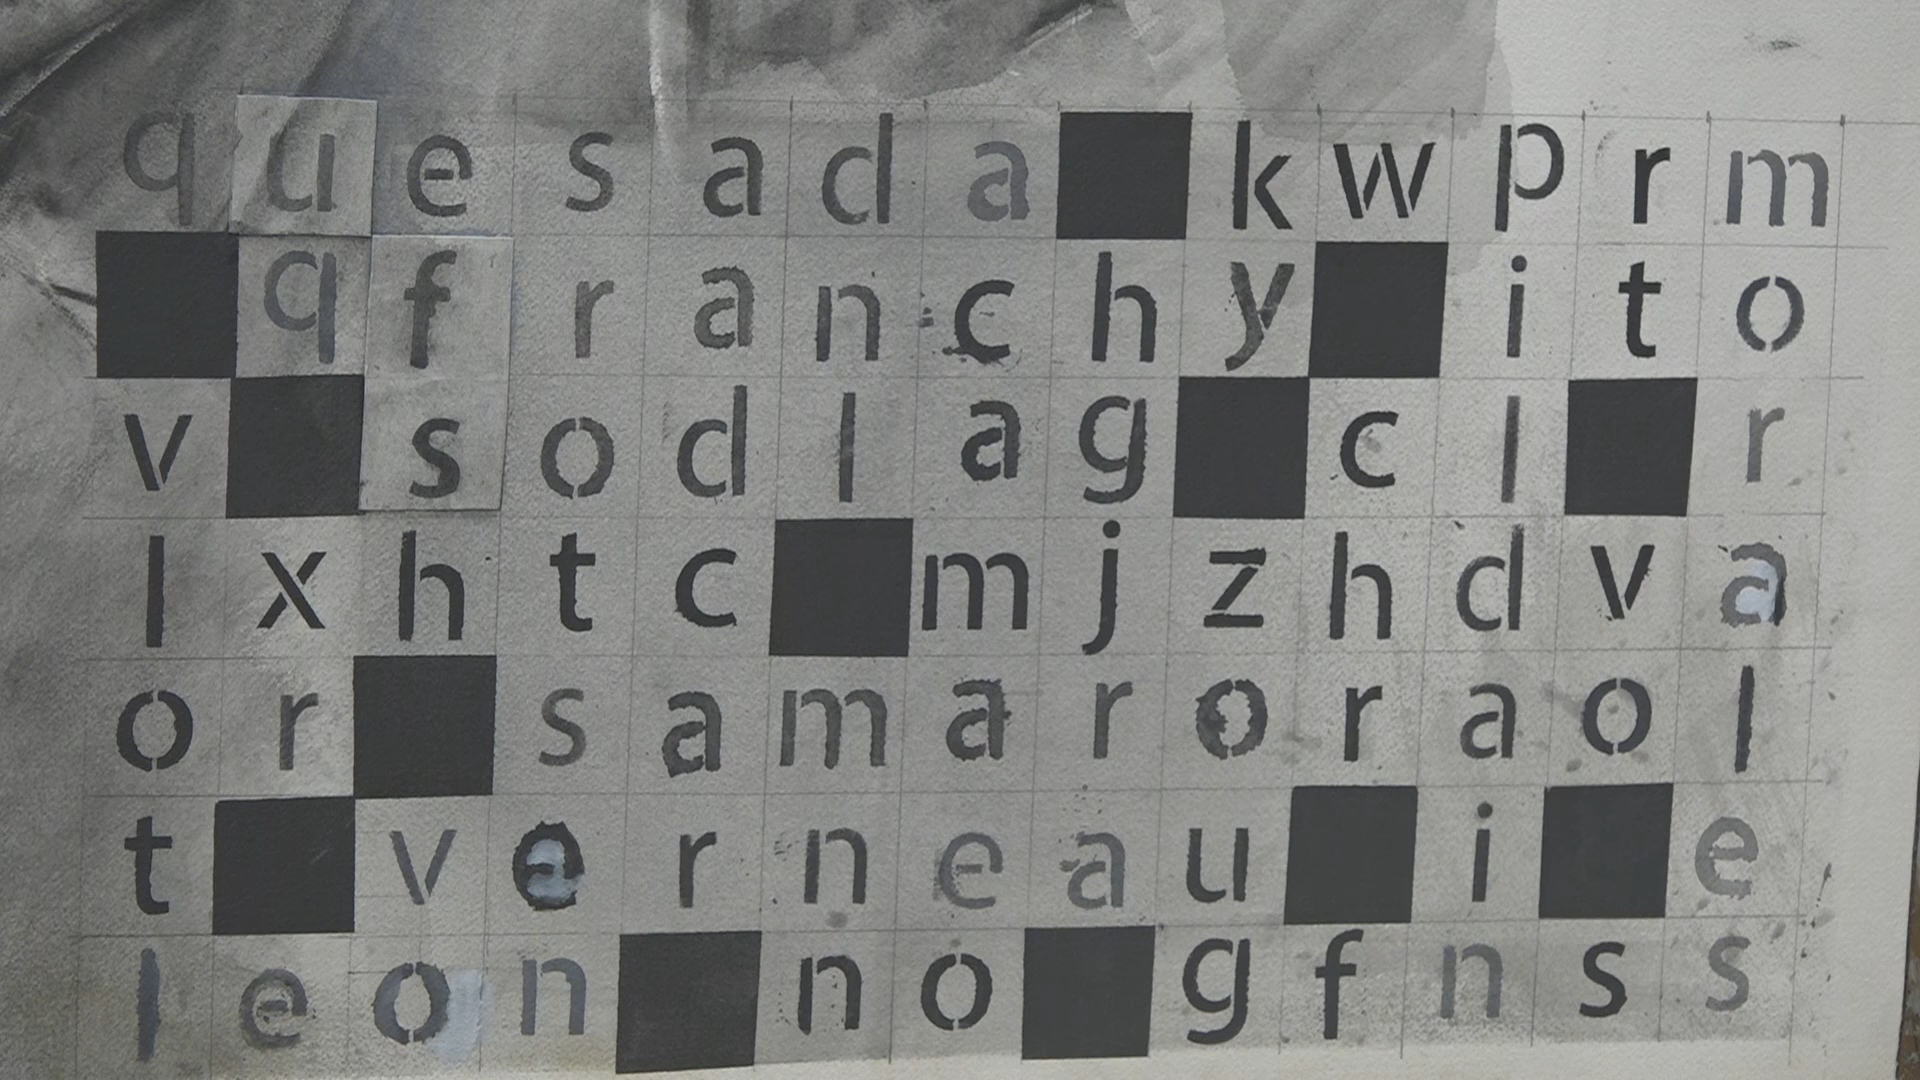 quesada kwprm
qfranchy ito
v sodlag cl r
lxhtc mjzhdva
or samaroraol
t verneau i e
leon no gfnss